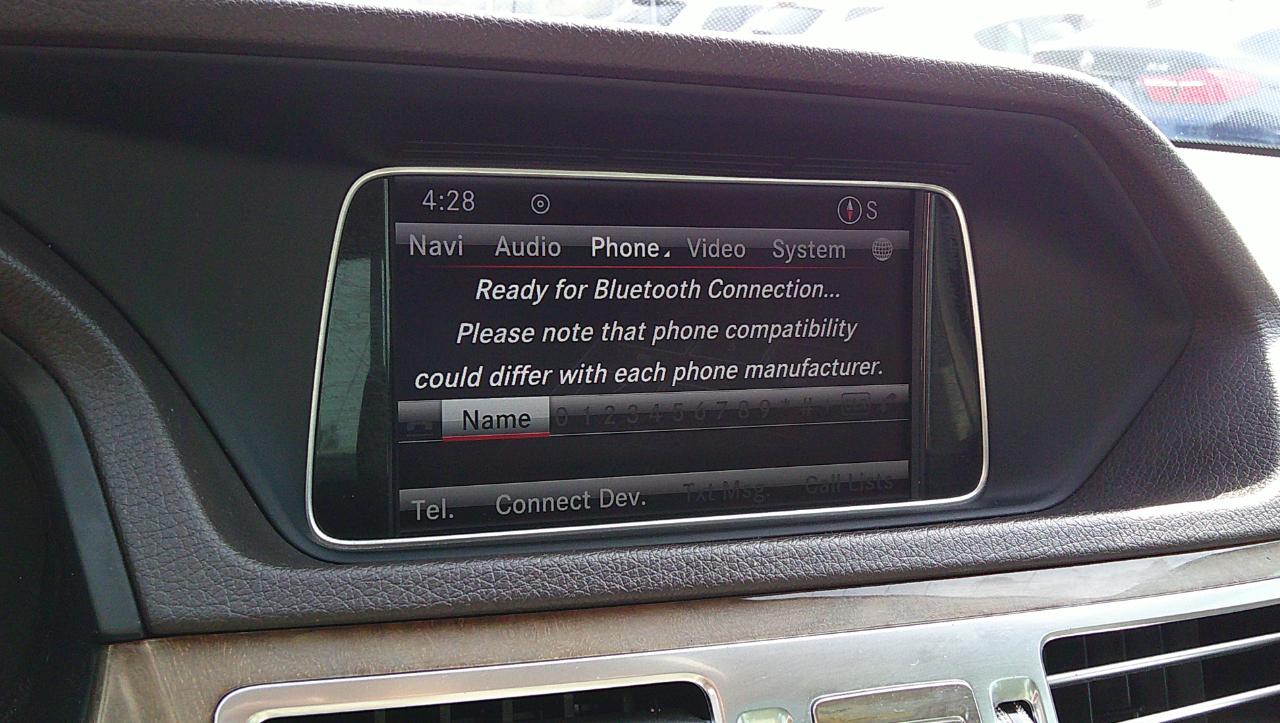 4:28 S
Navi Audio Phone Video System
Ready for Bluetooth Connection...
Please note that phone compatibility
could differ with each phone manufacturer.
Name 0 1 2 3 4 5 6 7 8 9 * # +
Tel. Connect Dev. Txt Msg. Call Lists